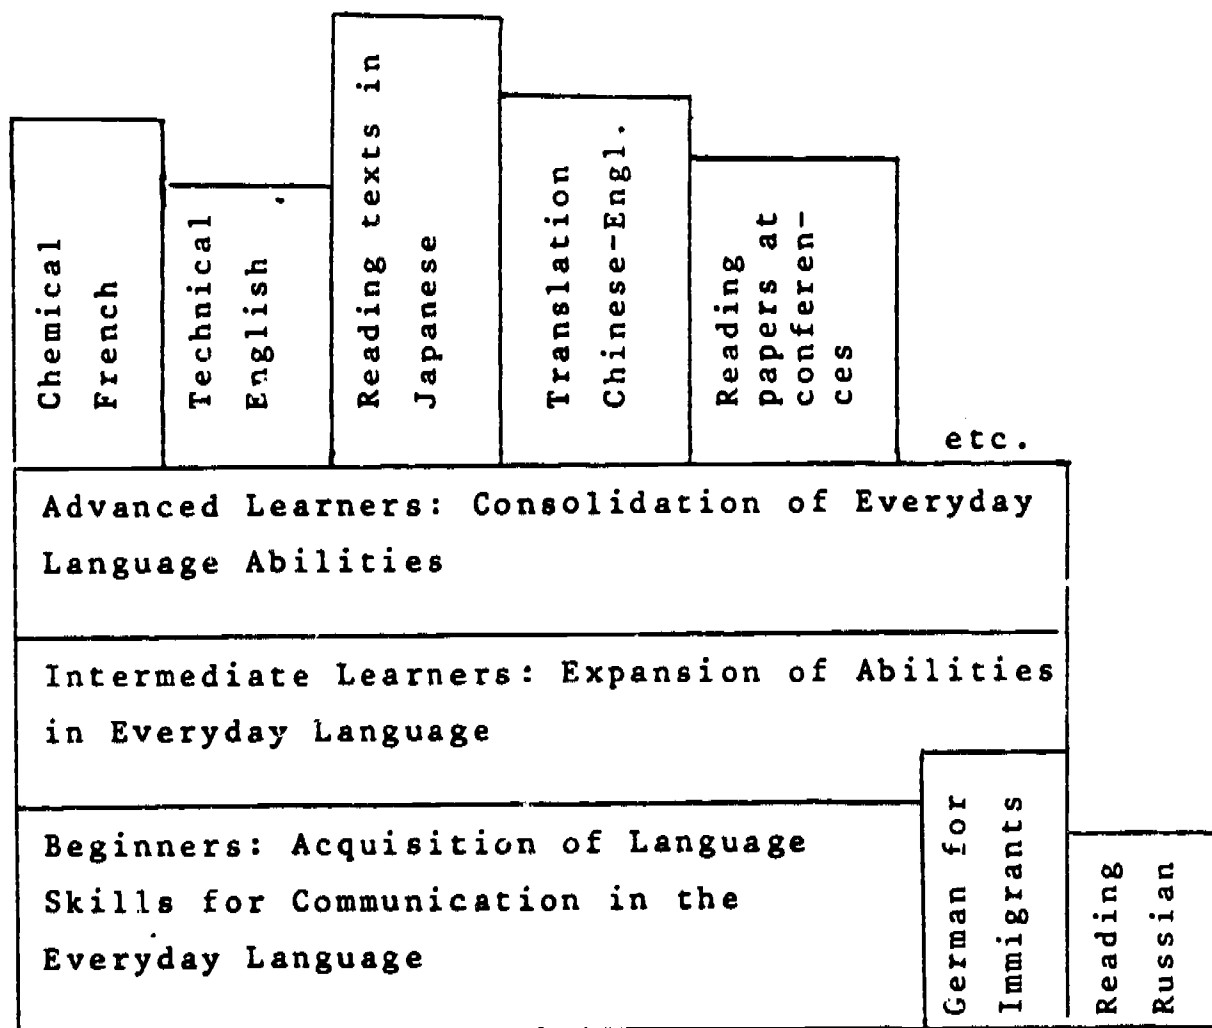 Chemical
French
Technical
English
Reading texts in
Japanese
Translation
Chinese-Engl.
Reading
papers at
conferen-
ces
etc.
Advanced Learners: Consolidation of Everyday
Language Abilities
Intermediate Learners: Expansion of Abilities
in Everyday Language
Beginners: Acquisition of Language
Skills for Communication in the
Everyday Language
German for
Immigrants
Reading
Russian